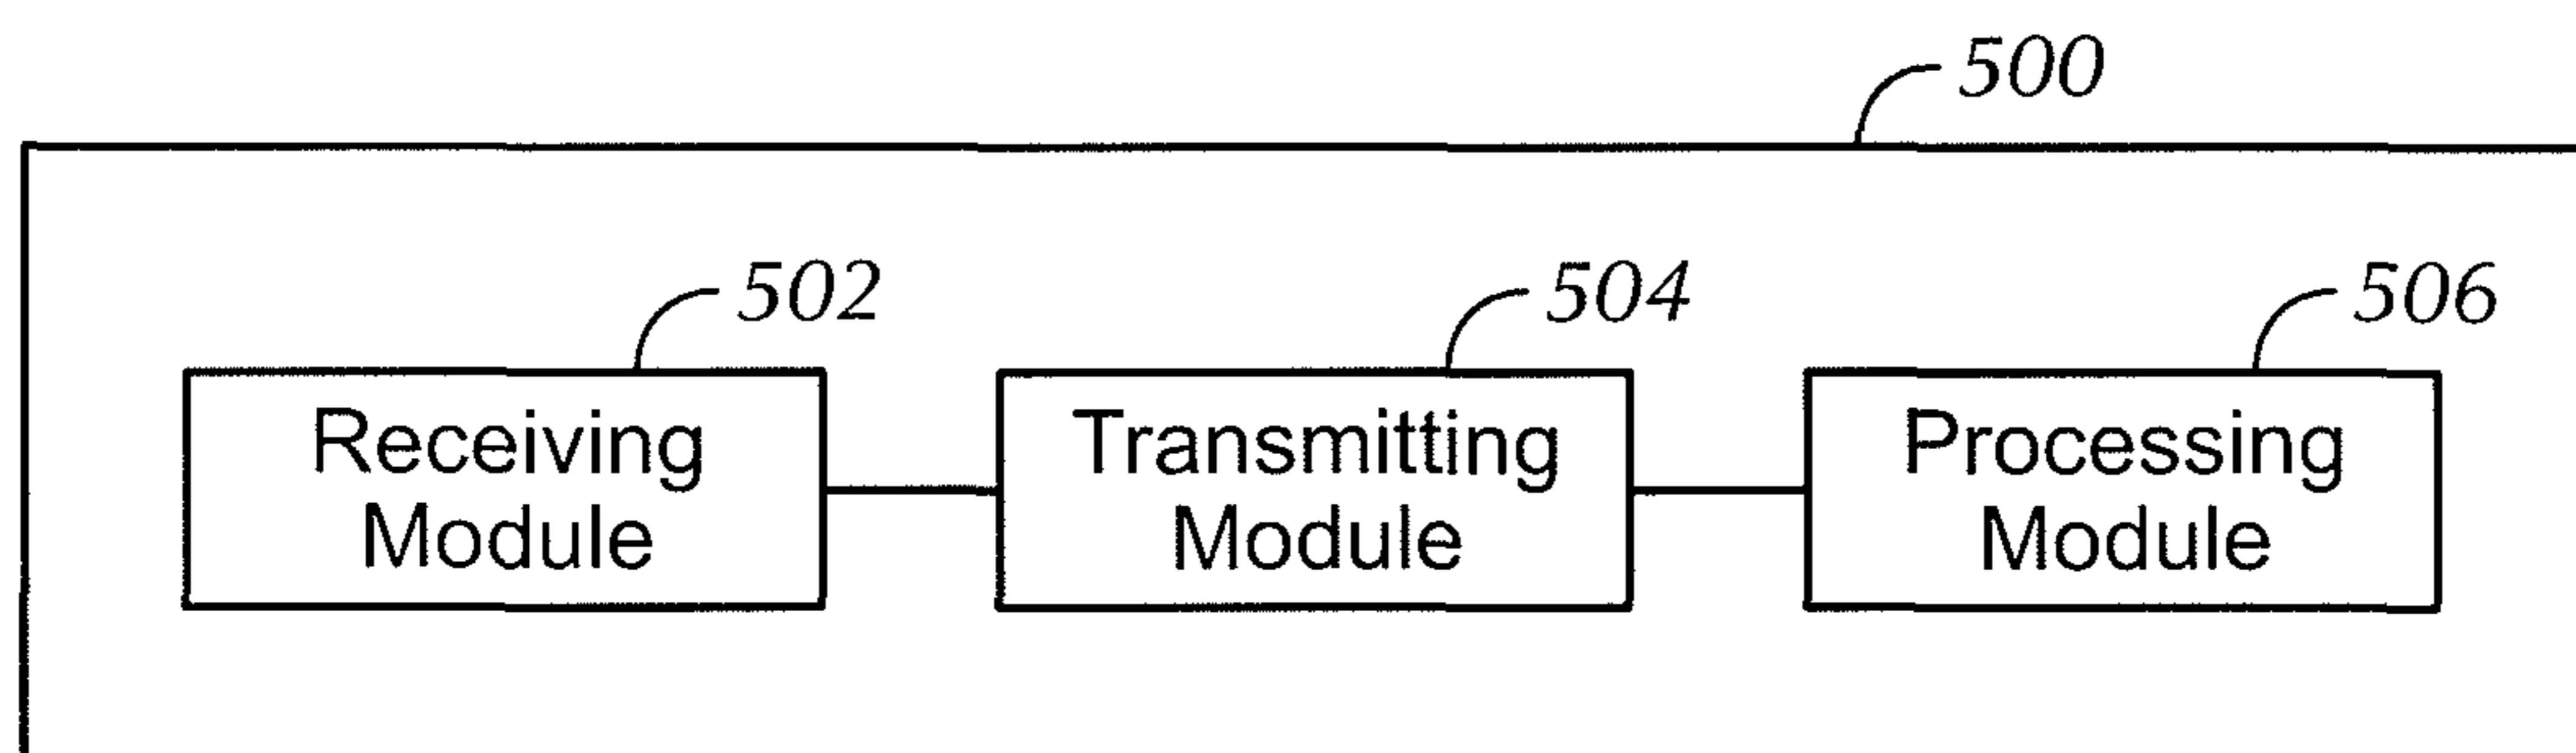 500
502
504
506
Receiving
Module
Transmitting
Module
Processing
Module